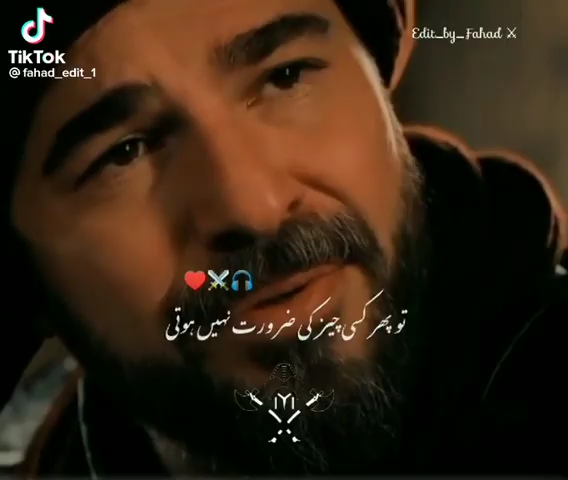 TikTok
@fahad_edit_1
Edit_by_Fahad ⚔
❤️⚔️🎧
تو پھر کسی چیز کی ضرورت نہیں ہوتی